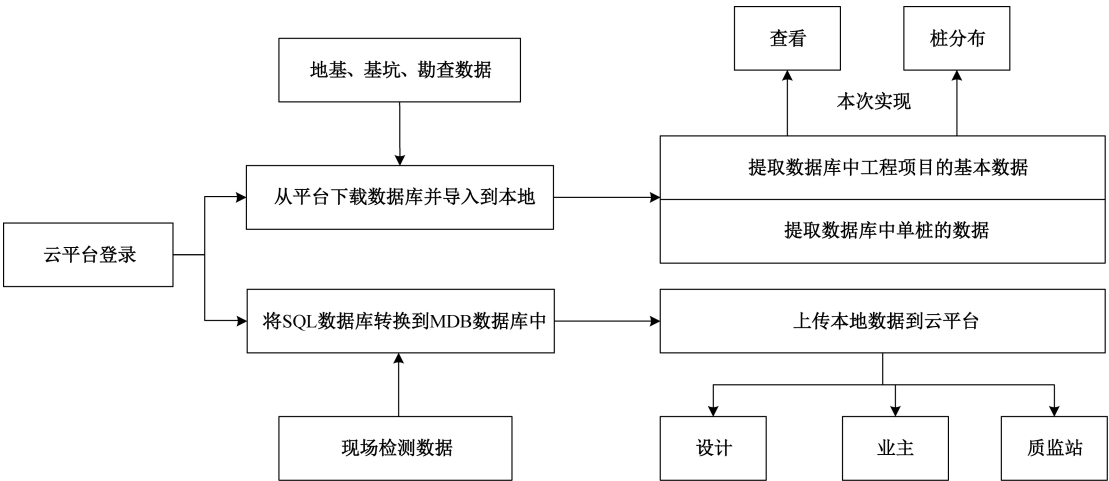 查看
桩分布
地基、基坑、勘查数据
本次实现
从平台下载数据库并导入到本地
提取数据库中工程项目的基本数据
提取数据库中单桩的数据
云平台登录
将SQL数据库转换到MDB数据库中
上传本地数据到云平台
现场检测数据
设计
业主
质监站